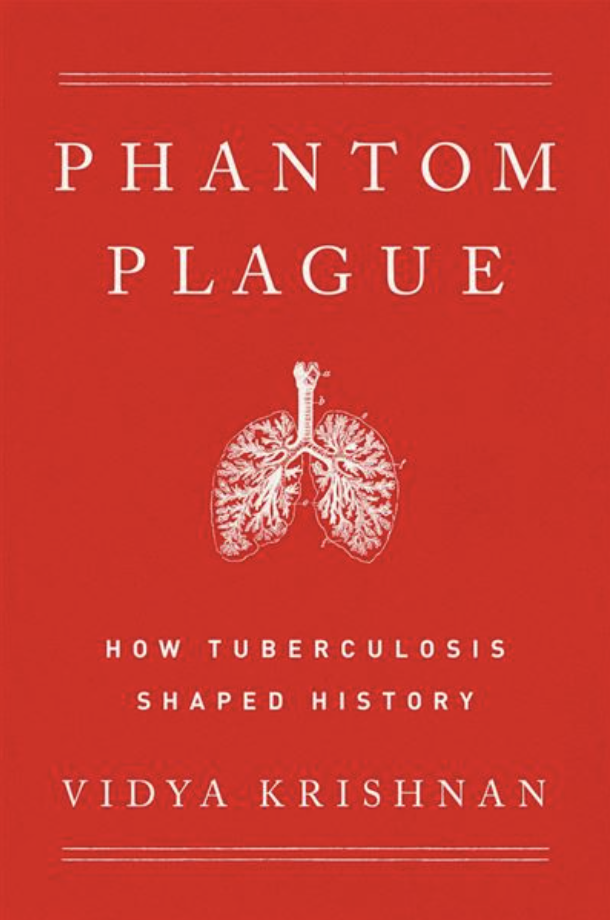 PHANTOM
PLAGUE
HOW TUBERCULOSIS
SHAPED HISTORY
VIDYA KRISHNAN